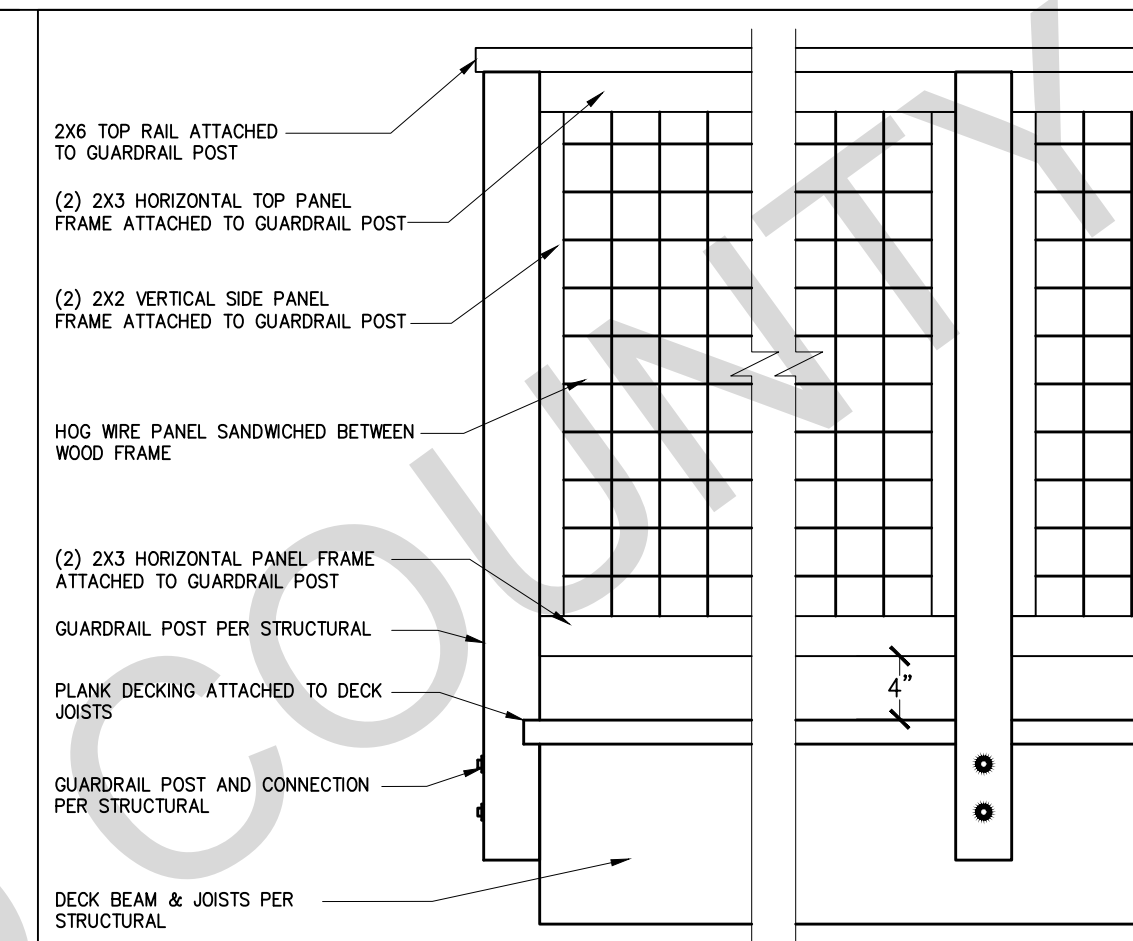 2X6 TOP RAIL ATTACHED
TO GUARDRAIL POST
(2) 2X3 HORIZONTAL TOP PANEL
FRAME ATTACHED TO GUARDRAIL POST
(2) 2X2 VERTICAL SIDE PANEL
FRAME ATTACHED TO GUARDRAIL POST
HOG WIRE PANEL SANDWICHED BETWEEN
WOOD FRAME
(2) 2X3 HORIZONTAL PANEL FRAME
ATTACHED TO GUARDRAIL POST
GUARDRAIL POST PER STRUCTURAL
PLANK DECKING ATTACHED TO DECK
JOISTS
4”
GUARDRAIL POST AND CONNECTION
PER STRUCTURAL
DECK BEAM & JOISTS PER
STRUCTURAL
COUNTY